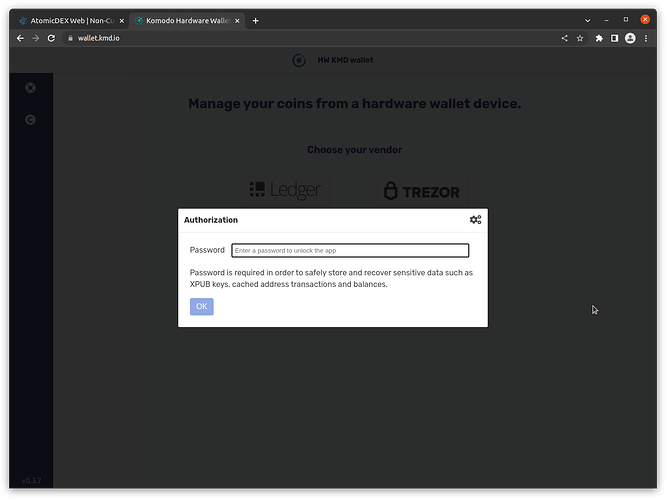 AtomicDEX Web | Non-Cu
Komodo Hardware Wallet
wallet.kmd.io
HW KMD wallet
Manage your coins from a hardware wallet device.
Choose your vendor
Ledger
TREZOR
Authorization
Password
Enter a password to unlock the app
Password is required in order to safely store and recover sensitive data such as
XPUB keys, cached address transactions and balances.
OK
v0.3.7